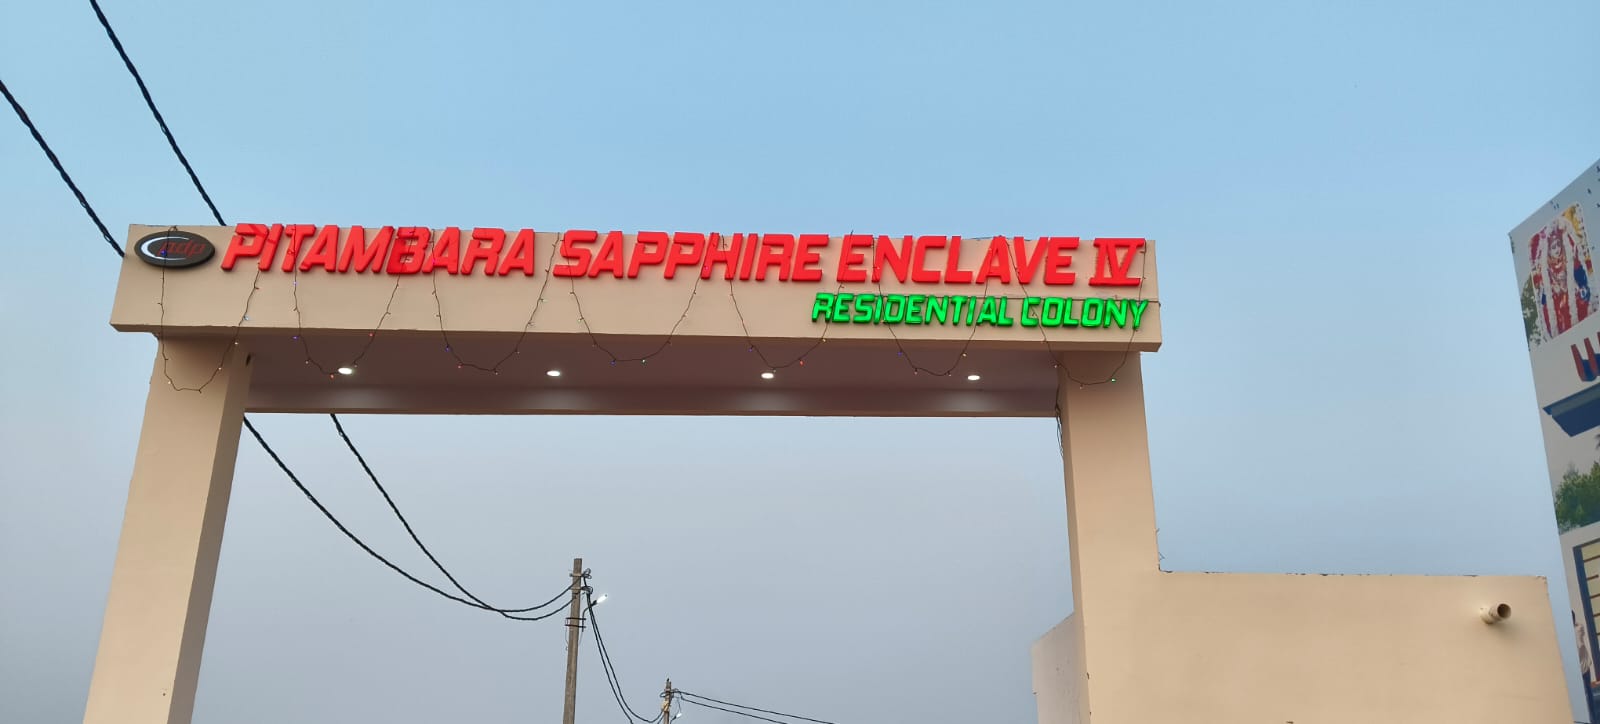 PITAMBARA SAPPHIRE ENCLAVE IV
RESIDENTIAL COLONY